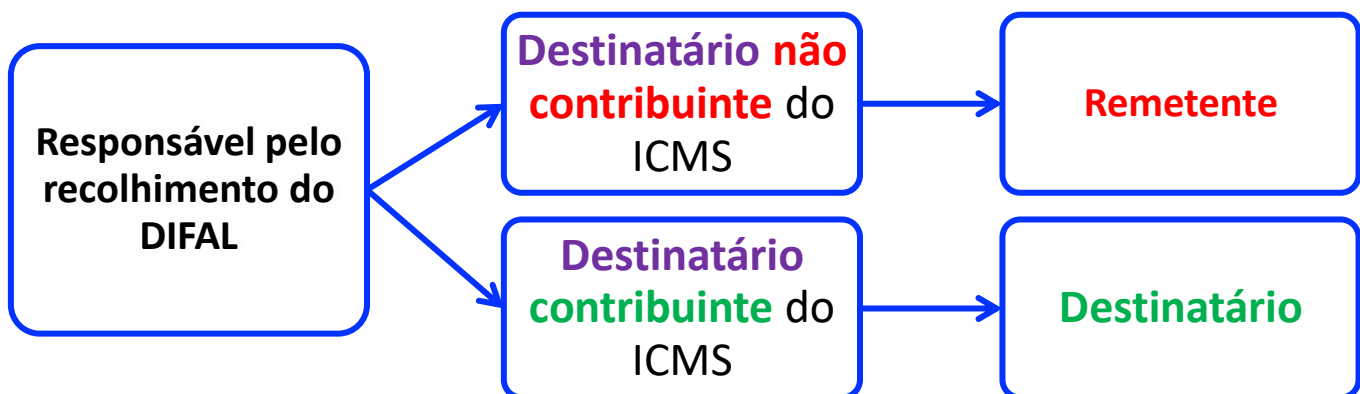 Responsável pelo
recolhimento do
DIFAL
Destinatário não
contribuinte do
ICMS
Remetente
Destinatário
contribuinte do
ICMS
Destinatário